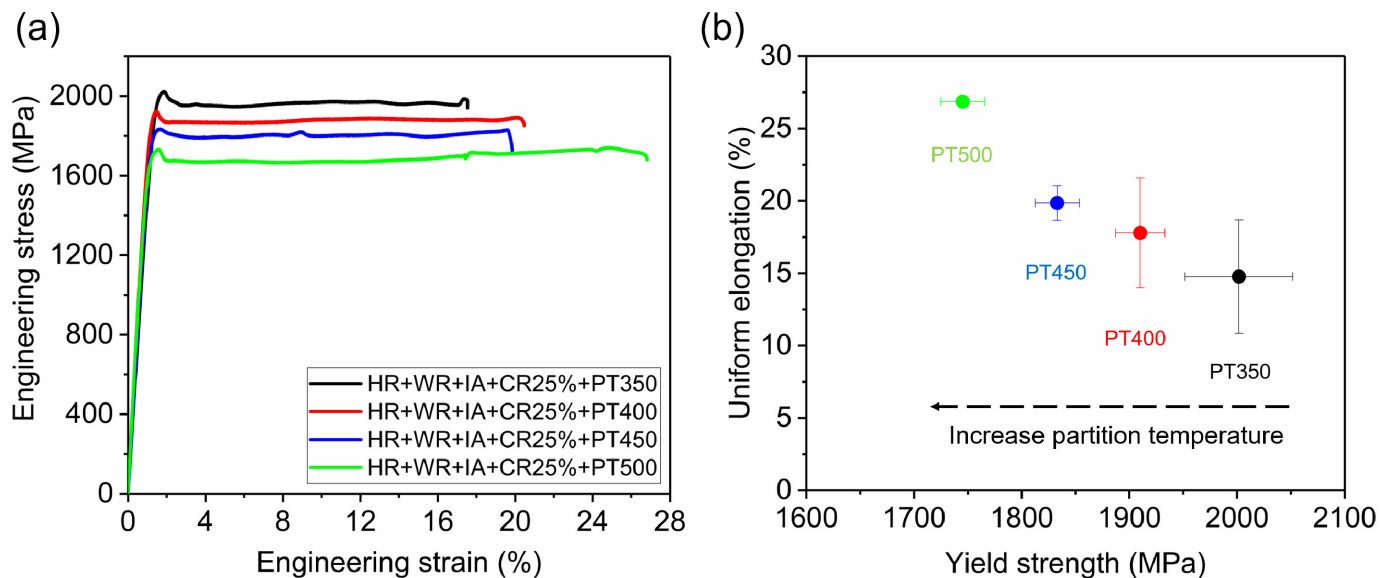 (a)
Engineering stress (MPa)
2000
1600
1200
800
400
0
0 4 8 12 16 20 24 28
Engineering strain (%)
HR+WR+IA+CR25%+PT350
HR+WR+IA+CR25%+PT400
HR+WR+IA+CR25%+PT450
HR+WR+IA+CR25%+PT500
(b)
Uniform elongation (%)
30
25
20
15
10
5
0
1600 1700 1800 1900 2000 2100
Yield strength (MPa)
PT500
PT450
PT400
PT350
Increase partition temperature